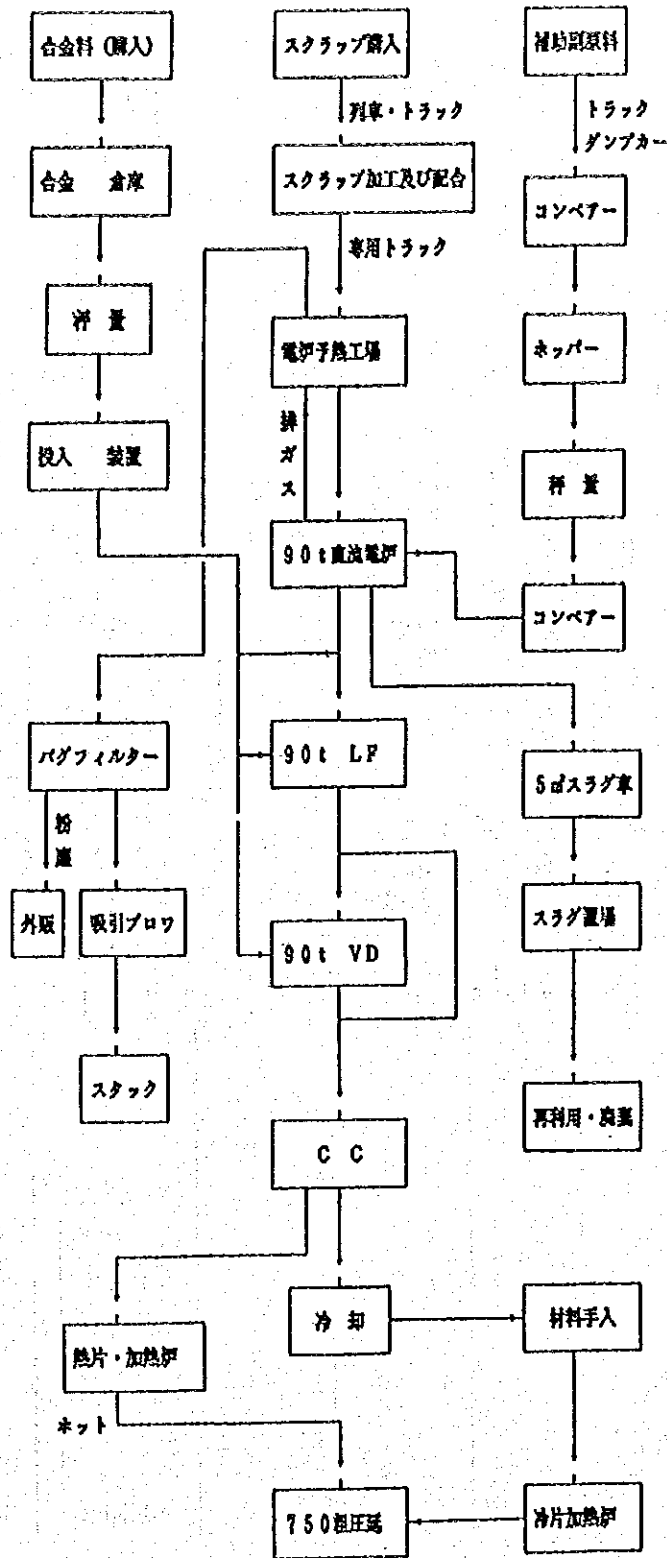 合金料 (購入)
スクラップ購入
補助副原料
列車・トラック
トラック
ダンプカー
合金 倉庫
スクラップ加工及び配合
コンベアー
専用トラック
秤 量
電炉予熱工場
ホッパー
投入 装置
排ガス
秤 量
90t直流電炉
コンベアー
バグフィルター
90t LF
5㎥スラグ車
粉塵
外販
吸引ブロワ
90t VD
スラグ置場
スタック
再利用・廃棄
C C
冷 却
材料手入
熱片・加熱炉
ホット
750粗圧延
冷片加熱炉